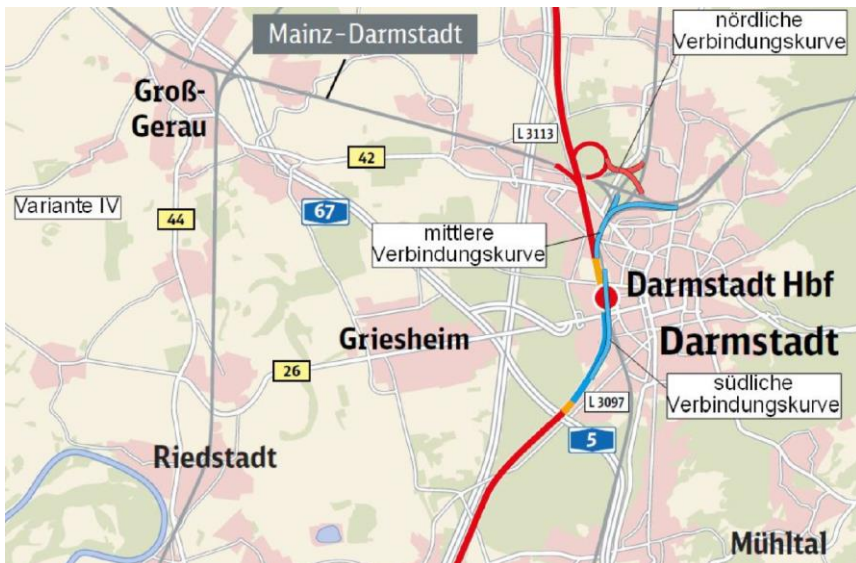 nördliche
Verbindungskurve
Mainz-Darmstadt
Groß-
Gerau
L 3113
42
Variante IV
67
44
mittlere
Verbindungskurve
Darmstadt Hbf
Griesheim
Darmstadt
26
südliche
Verbindungskurve
L 3097
5
Riedstadt
Mühltal